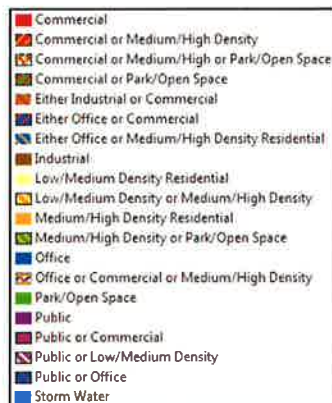 Commercial
Commercial or Medium/High Density
Commercial or Medium/High or Park/Open Space
Commercial or Park/Open Space
Either Industrial or Commercial
Either Office or Commercial
Either Office or Medium/High Density Residential
Industrial
Low/Medium Density Residential
Low/Medium Density or Medium/High Density
Medium/High Density Residential
Medium/High Density or Park/Open Space
Office
Office or Commercial or Medium/High Density
Park/Open Space
Public
Public or Commercial
Public or Low/Medium Density
Public or Office
Storm Water